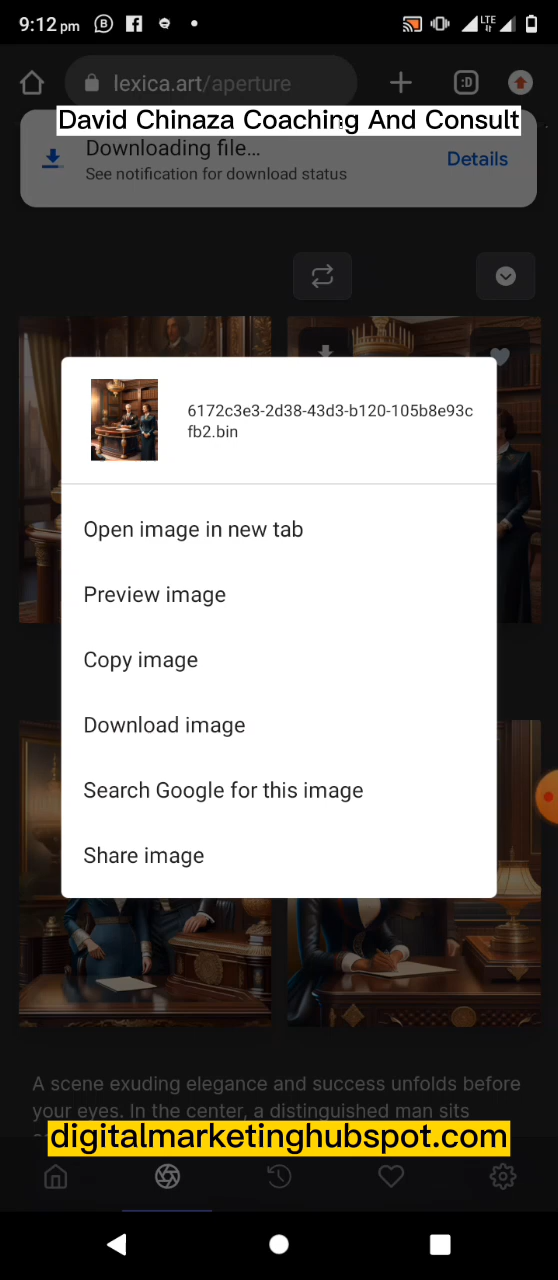 9:12 pm
LTE
lexica.art/aperture
:D
David Chinaza Coaching And Consult
Downloading file...
See notification for download status
Details
6172c3e3-2d38-43d3-b120-105b8e93c
fb2.bin
Open image in new tab
Preview image
Copy image
Download image
Search Google for this image
Share image
A scene exuding elegance and success unfolds before
your eyes. In the center, a distinguished man sits
digitalmarketinghubspot.com